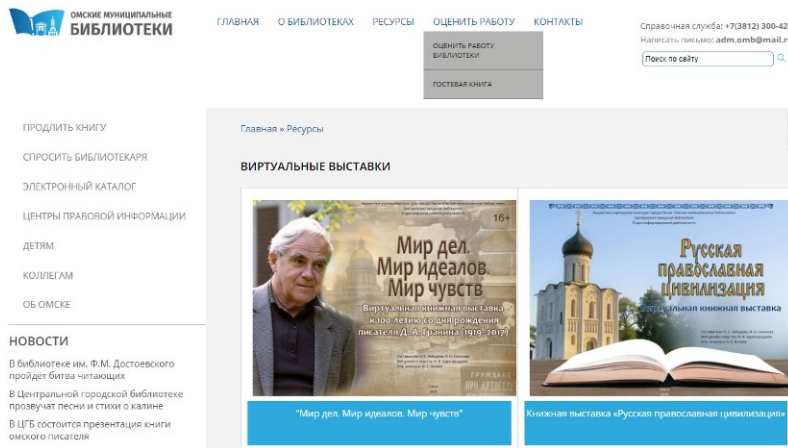 ОМСКИЕ МУНИЦИПАЛЬНЫЕ
БИБЛИОТЕКИ
ГЛАВНАЯ
О БИБЛИОТЕКАХ
РЕСУРСЫ
ОЦЕНИТЬ РАБОТУ
КОНТАКТЫ
ОЦЕНИТЬ РАБОТУ
БИБЛИОТЕКИ
ГОСТЕВАЯ КНИГА
Справочная служба: +7(3812) 300-42
Написать письмо: adm.omb@mail.r
Поиск по сайту
ПРОДЛИТЬ КНИГУ
СПРОСИТЬ БИБЛИОТЕКАРЯ
ЭЛЕКТРОННЫЙ КАТАЛОГ
ЦЕНТРЫ ПРАВОВОЙ ИНФОРМАЦИИ
ДЕТЯМ
КОЛЛЕГАМ
ОБ ОМСКЕ
НОВОСТИ
В библиотеке им. Ф.М. Достоевского
пройдёт битва читающих
В Центральной городской библиотеке
прозвучат песни и стихи о калине
В ЦГБ состоится презентация книги
омского писателя
Главная » Ресурсы
ВИРТУАЛЬНЫЕ ВЫСТАВКИ
16+
Мир дел.
Мир идеалов.
Мир чувств
Виртуальная книжная выставка
к 100-летию со дня рождения
писателя Д. А. Гранина (1919-2017)
"Мир дел. Мир идеалов. Мир чувств"
Русская
православная
цивилизация
Виртуальная книжная выставка
Книжная выставка «Русская православная цивилизация»